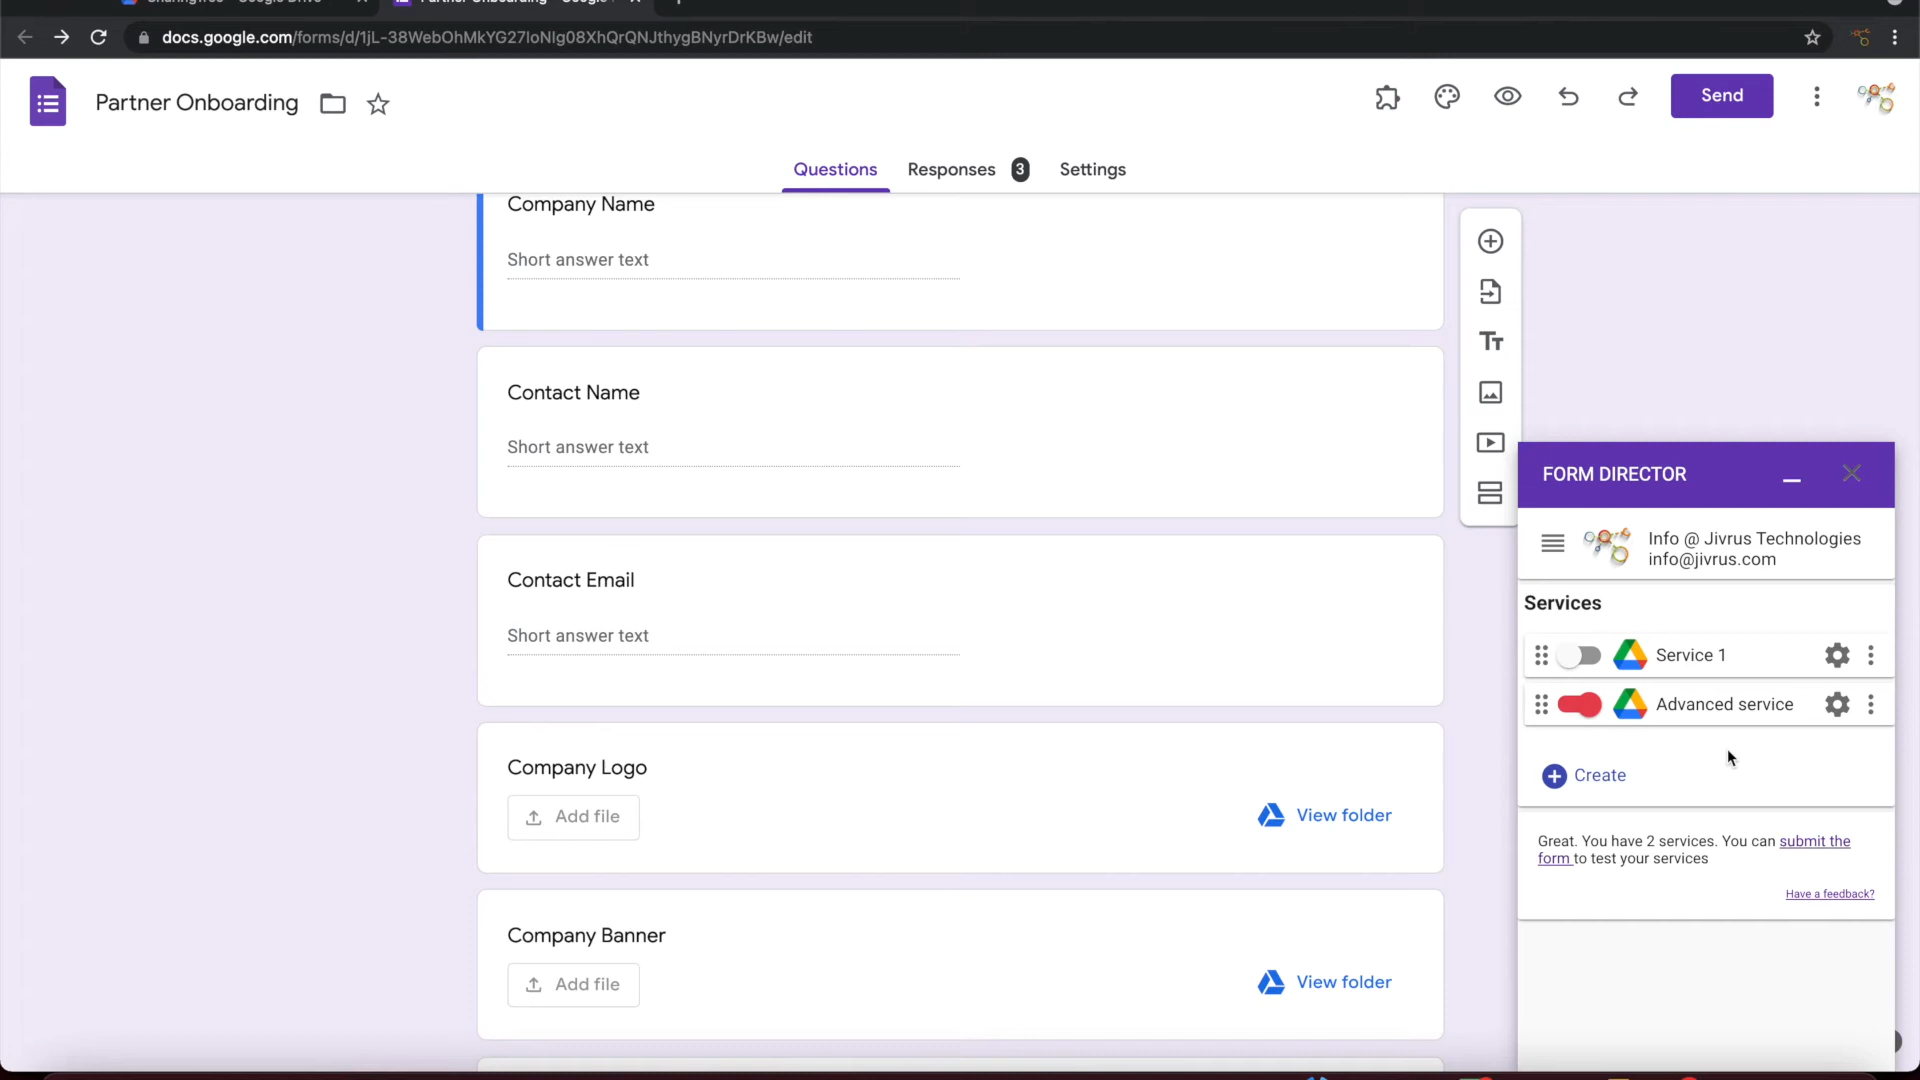 docs.google.com/forms/d/1jL-38WebOhMkYG27IoNlg08XhQrQNJthygBNyrDrKBw/edit
Partner Onboarding
Send
Questions
Responses 3
Settings
Company Name
Short answer text
Contact Name
Short answer text
Contact Email
Short answer text
Company Logo
Add file
View folder
Company Banner
Add file
View folder
FORM DIRECTOR
Info @ Jivrus Technologies
info@jivrus.com
Services
Service 1
Advanced service
Create
Great. You have 2 services. You can submit the
form to test your services
Have a feedback?